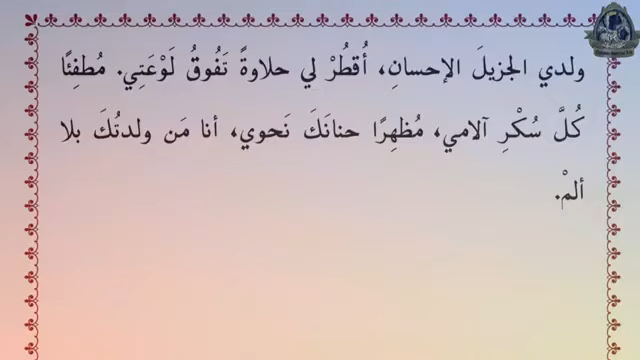 ولدي الجزيلَ الإحسانِ، أُقطُرْ لي حلاوةً تَفُوقُ لَوْعَتِي. مُطفِئًا
كُلَّ سُكْرِ آلامي، مُظهِرًا حنانَكَ نَحوي، أنا مَن ولدتُكَ بلا
ألمْ.